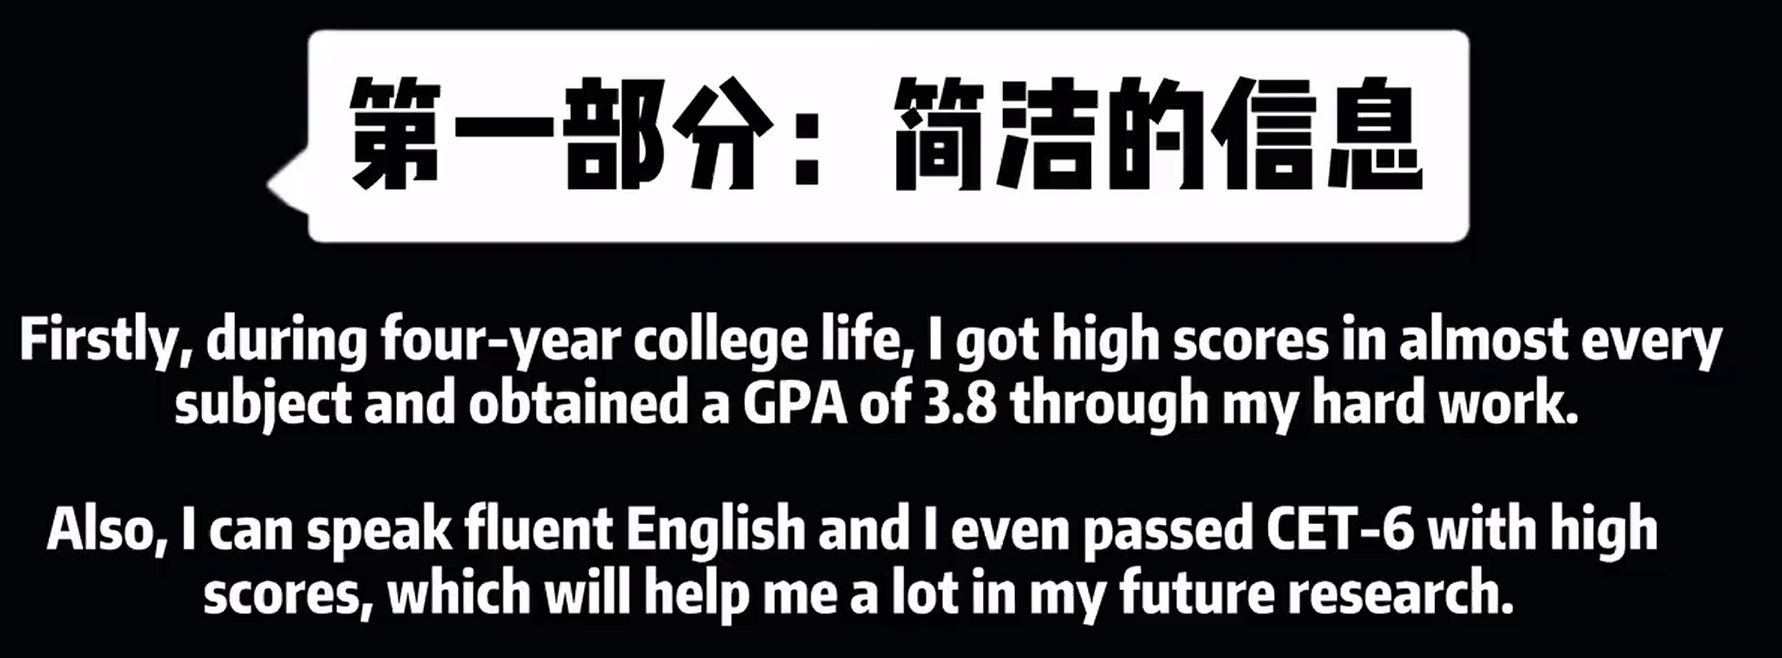 第一部分：简洁的信息
Firstly, during four-year college life, I got high scores in almost every
subject and obtained a GPA of 3.8 through my hard work.
Also, I can speak fluent English and I even passed CET-6 with high
scores, which will help me a lot in my future research.